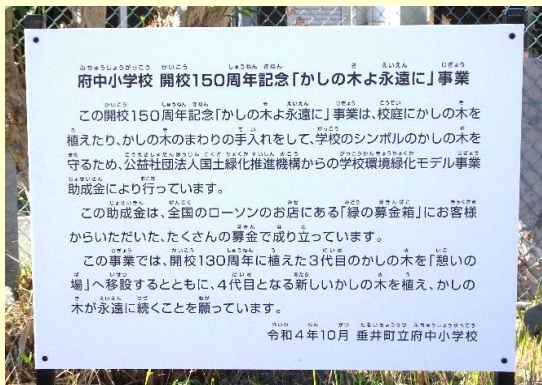 府中小学校 開校150周年記念「かしの木よ永遠に」事業
この開校150周年記念「かしの木よ永遠に」事業は、校庭にかしの木を
植えたり、かしの木のまわりの手入れをして、学校のシンボルのかしの木を
守るため、公益社団法人国土緑化推進機構からの学校環境緑化モデル事業
助成金により行っています。
この助成金は、全国のローソンのお店にある「緑の募金箱」にお客様
からいただいた、たくさんの募金で成り立っています。
この事業では、開校130周年に植えた3代目のかしの木を「憩いの
場」へ移設するとともに、4代目となる新しいかしの木を植え、かしの
木が永遠に続くことを願っています。
令和4年10月 垂井町立府中小学校